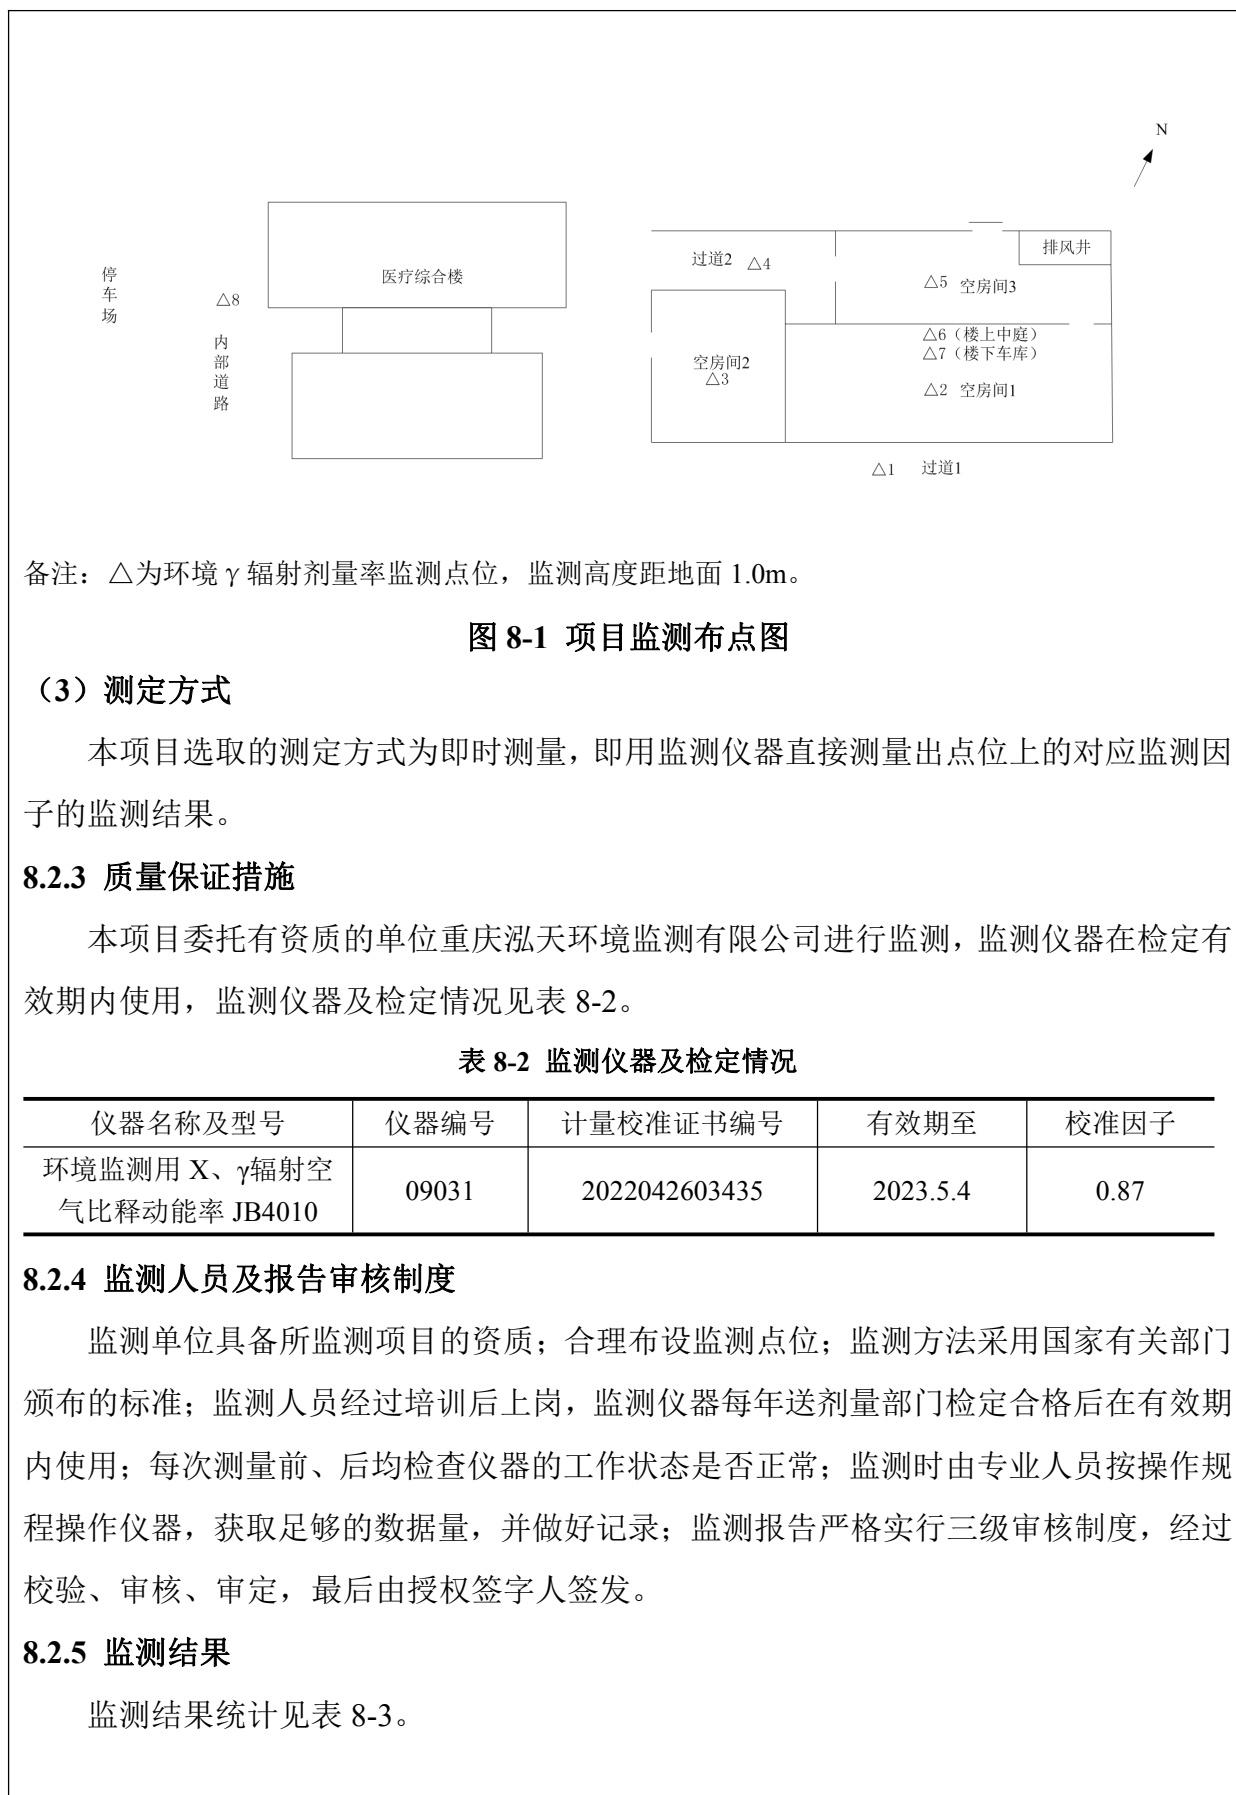 N
排风井
过道2 △4
停车场
医疗综合楼
△5 空房间3
△8
△6（楼上中庭）
内部道路
△7（楼下车库）
空房间2
△3
△2 空房间1
△1 过道1
备注：△为环境γ辐射剂量率监测点位，监测高度距地面 1.0m。
图 8-1 项目监测布点图
（3）测定方式
本项目选取的测定方式为即时测量，即用监测仪器直接测量出点位上的对应监测因
子的监测结果。
8.2.3 质量保证措施
本项目委托有资质的单位重庆泓天环境监测有限公司进行监测，监测仪器在检定有
效期内使用，监测仪器及检定情况见表 8-2。
表 8-2 监测仪器及检定情况
仪器名称及型号 仪器编号 计量校准证书编号 有效期至 校准因子
环境监测用 X、γ辐射空
气比释动能率 JB4010 09031 2022042603435 2023.5.4 0.87
8.2.4 监测人员及报告审核制度
监测单位具备所监测项目的资质；合理布设监测点位；监测方法采用国家有关部门
颁布的标准；监测人员经过培训后上岗，监测仪器每年送剂量部门检定合格后在有效期
内使用；每次测量前、后均检查仪器的工作状态是否正常；监测时由专业人员按操作规
程操作仪器，获取足够的数据量，并做好记录；监测报告严格实行三级审核制度，经过
校验、审核、审定，最后由授权签字人签发。
8.2.5 监测结果
监测结果统计见表 8-3。